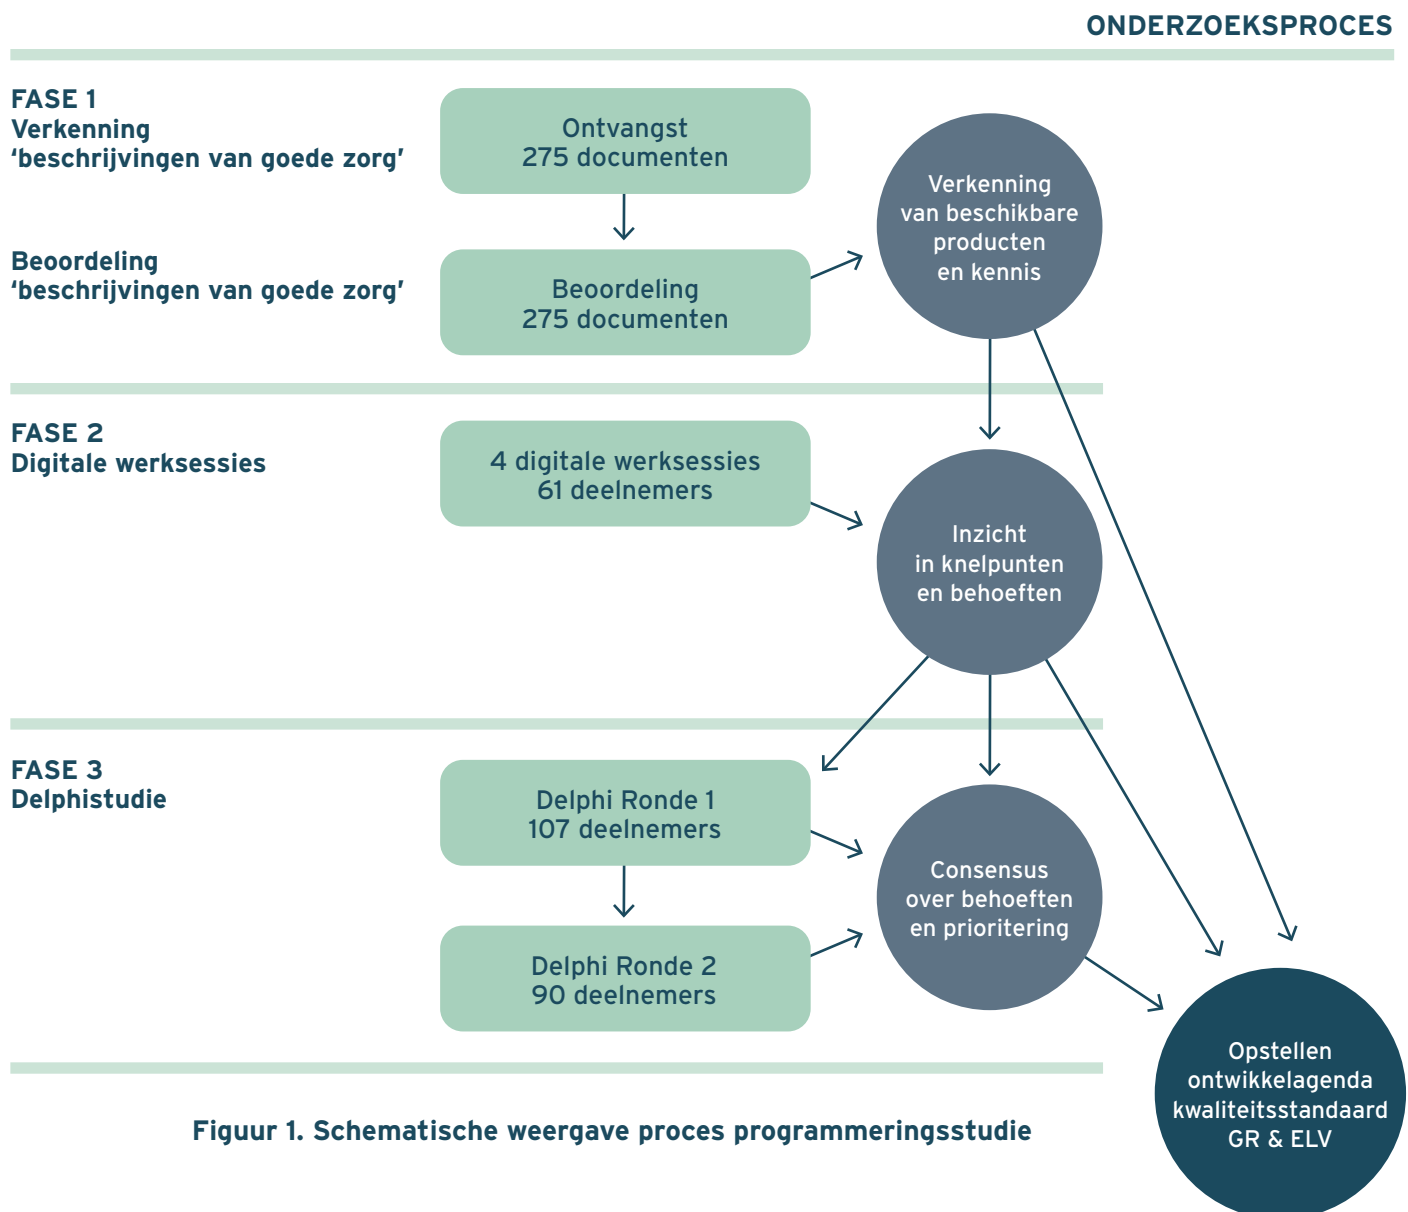 ONDERZOEKSPROCES
FASE 1
Verkenning
‘beschrijvingen van goede zorg’
Ontvangst
275 documenten
Verkenning
van beschikbare
producten
en kennis
Beoordeling
‘beschrijvingen van goede zorg’
Beoordeling
275 documenten
FASE 2
Digitale werksessies
4 digitale werksessies
61 deelnemers
Inzicht
in knelpunten
en behoeften
FASE 3
Delphistudie
Delphi Ronde 1
107 deelnemers
Consensus
over behoeften
en prioritering
Delphi Ronde 2
90 deelnemers
Opstellen
ontwikkelagenda
kwaliteitsstandaard
GR & ELV
Figuur 1. Schematische weergave proces programmeringsstudie